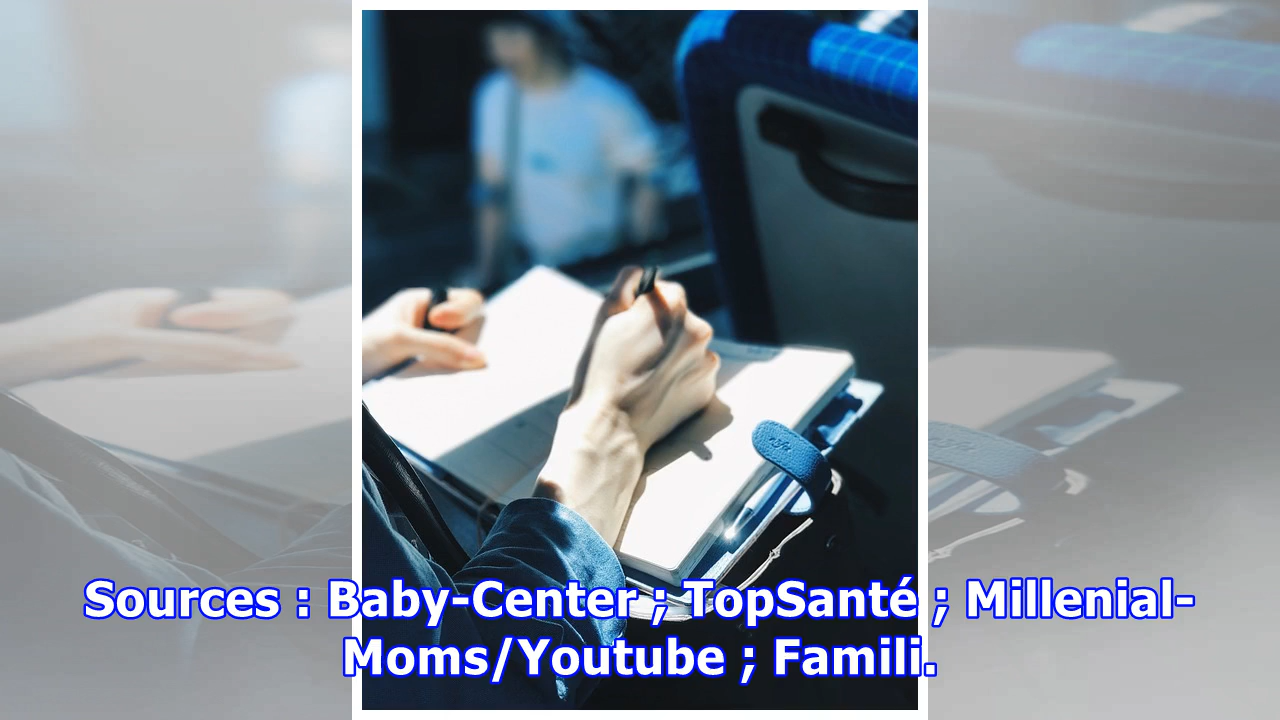 Sources : Baby-Center ; TopSanté ; Millenial-
Moms/Youtube ; Famili.